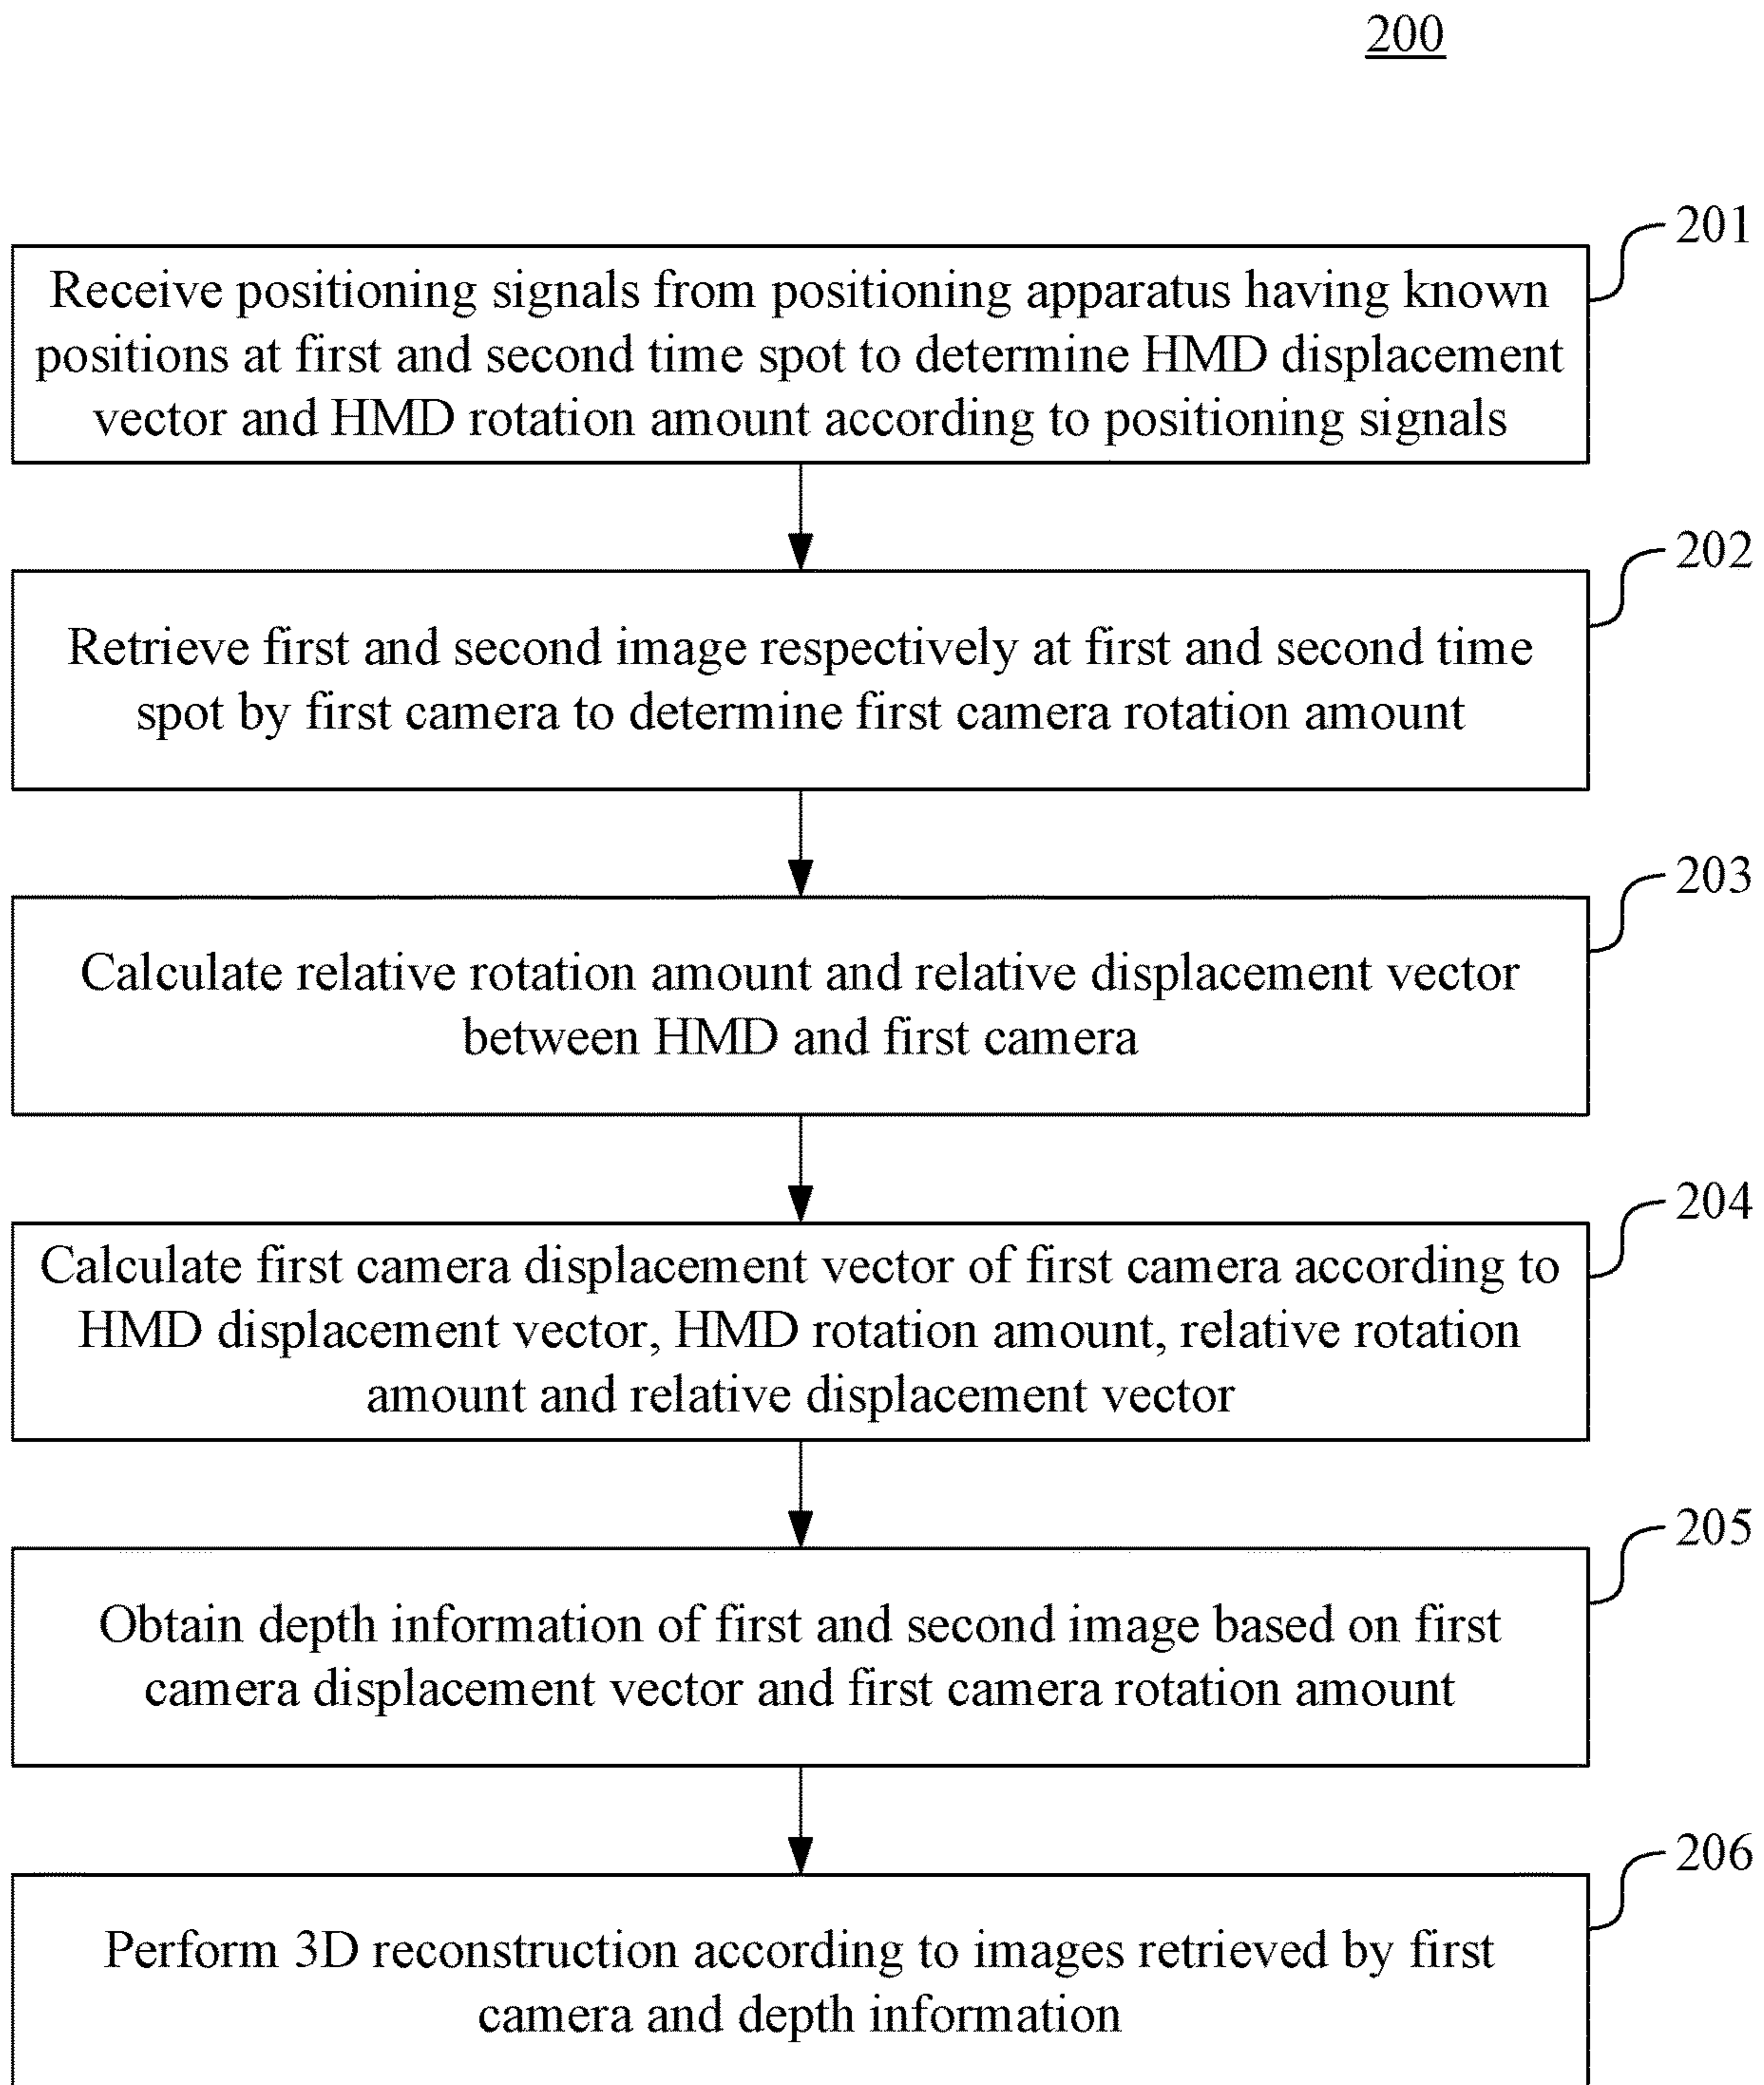 200
201
Receive positioning signals from positioning apparatus having known
positions at first and second time spot to determine HMD displacement
vector and HMD rotation amount according to positioning signals
202
Retrieve first and second image respectively at first and second time
spot by first camera to determine first camera rotation amount
203
Calculate relative rotation amount and relative displacement vector
between HMD and first camera
204
Calculate first camera displacement vector of first camera according to
HMD displacement vector, HMD rotation amount, relative rotation
amount and relative displacement vector
205
Obtain depth information of first and second image based on first
camera displacement vector and first camera rotation amount
206
Perform 3D reconstruction according to images retrieved by first
camera and depth information